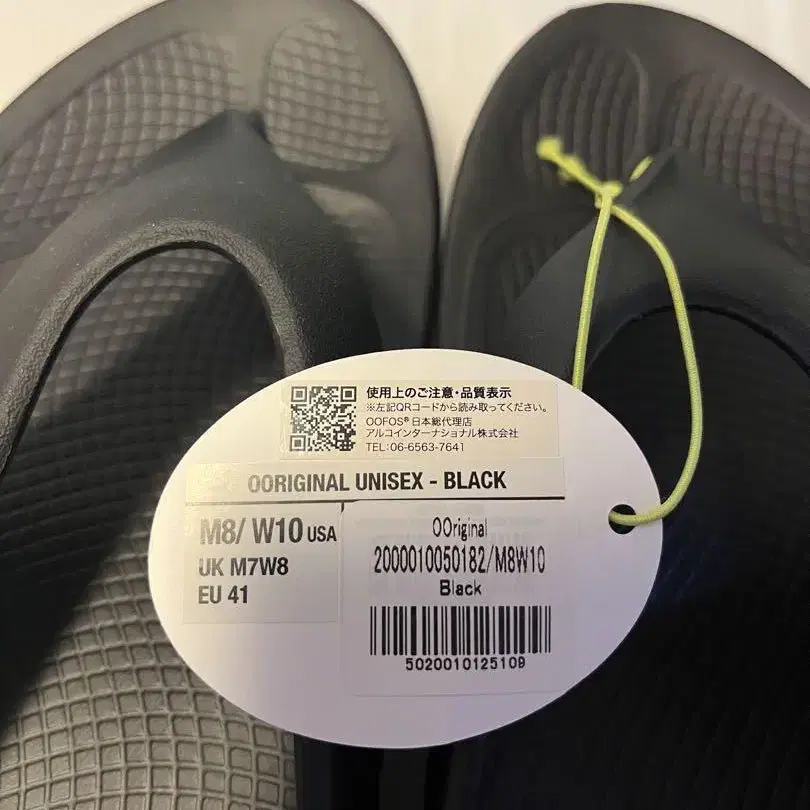 使用上のご注意・品質表示
※左記QRコードから読み取ってください。
OOFOS® 日本総代理店
アルコインターナショナル株式会社
TEL:06-6563-7641
OORIGINAL UNISEX - BLACK
M8/ W10 USA
UK M7W8
EU 41
OOriginal
2000010050182/M8W10
Black
5020010125109